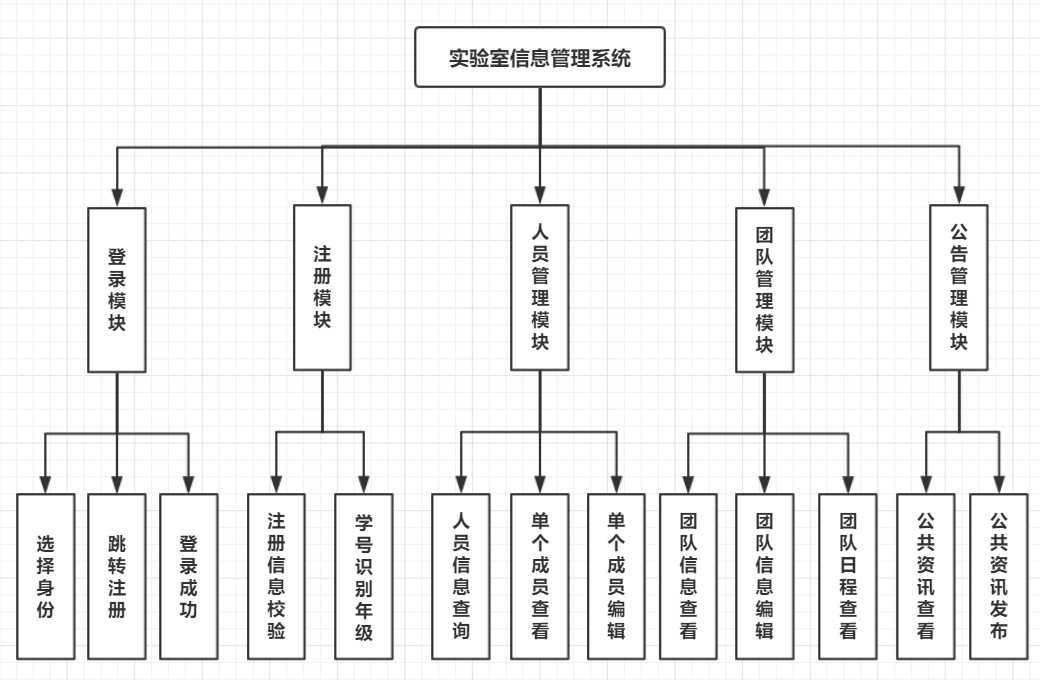 实验室信息管理系统
登录模块
注册模块
人员管理模块
团队管理模块
公告管理模块
选择身份
跳转注册
登录成功
注册信息校验
学号识别年级
人员信息查询
单个成员查看
单个成员编辑
团队信息查看
团队信息编辑
团队日程查看
公共资讯查看
公共资讯发布